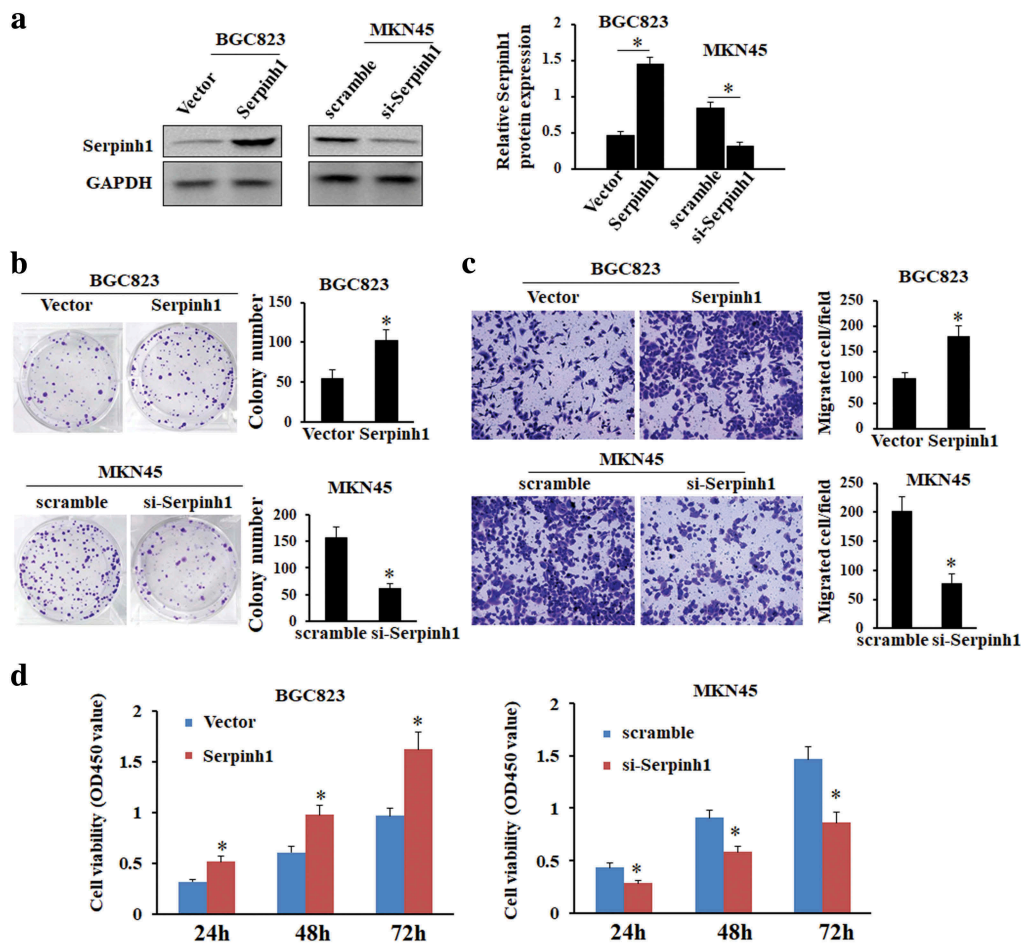 a
BGC823
MKN45
Vector
Serpinh1
scramble
si-Serpinh1
Serpinh1
GAPDH
Relative Serpinh1
protein expression
2
1.5
1
0.5
0
BGC823
MKN45
*
*
Vector
Serpinh1
scramble
si-Serpinh1
b
BGC823
Vector Serpinh1
Colony number
150
100
50
0
BGC823
*
Vector Serpinh1
MKN45
scramble si-Serpinh1
Colony number
200
150
100
50
0
MKN45
*
scramble si-Serpinh1
c
BGC823
Vector Serpinh1
Migrated cell/field
250
200
150
100
50
0
BGC823
*
Vector Serpinh1
MKN45
scramble si-Serpinh1
Migrated cell/field
250
200
150
100
50
0
MKN45
*
scramble si-Serpinh1
d
BGC823
Cell viability (OD450 value)
2
1.5
1
0.5
0
Vector
Serpinh1
*
*
*
24h 48h 72h
MKN45
Cell viability (OD450 value)
2
1.5
1
0.5
0
scramble
si-Serpinh1
*
*
*
24h 48h 72h